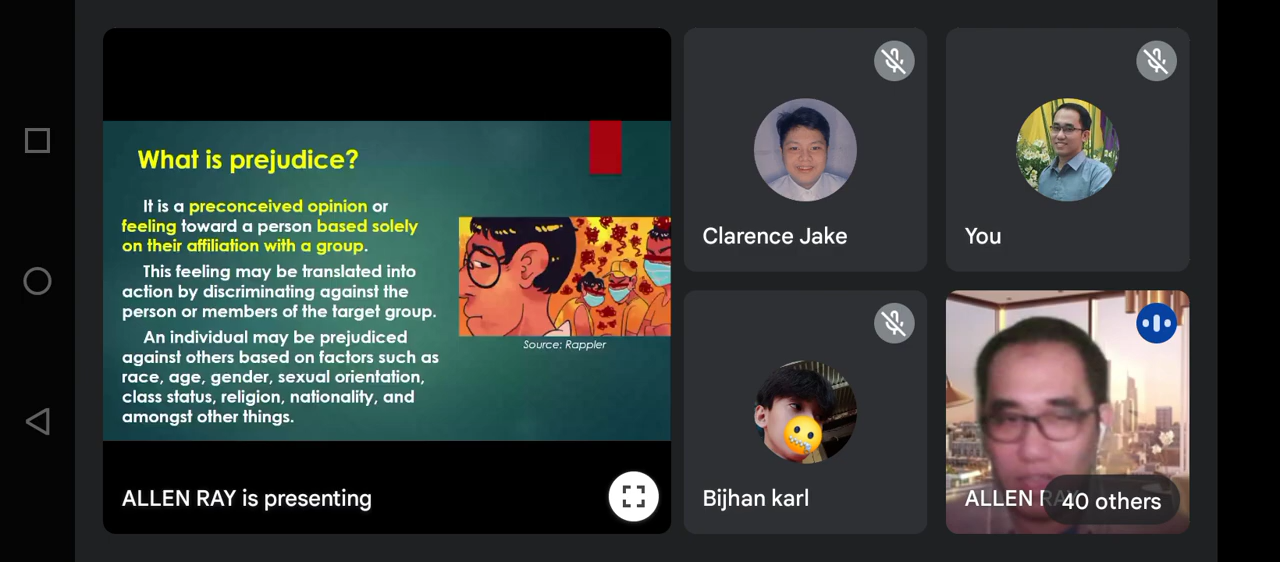 What is prejudice?
It is a preconceived opinion or
feeling toward a person based solely
on their affiliation with a group.
This feeling may be translated into
action by discriminating against the
person or members of the target group.
An individual may be prejudiced
against others based on factors such as
race, age, gender, sexual orientation,
class status, religion, nationality, and
amongst other things.
Source: Rappler
ALLEN RAY is presenting
Clarence Jake
You
Bijhan karl
ALLEN
40 others